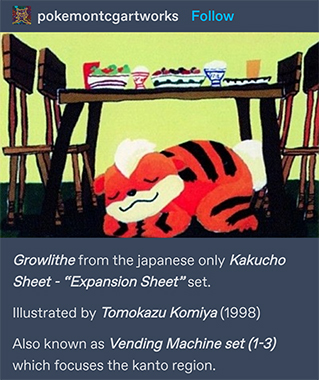 pokemontcgartworks Follow
Growlithe from the japanese only Kakucho
Sheet - “Expansion Sheet” set.
Illustrated by Tomokazu Komiya (1998)
Also known as Vending Machine set (1-3)
which focuses the kanto region.